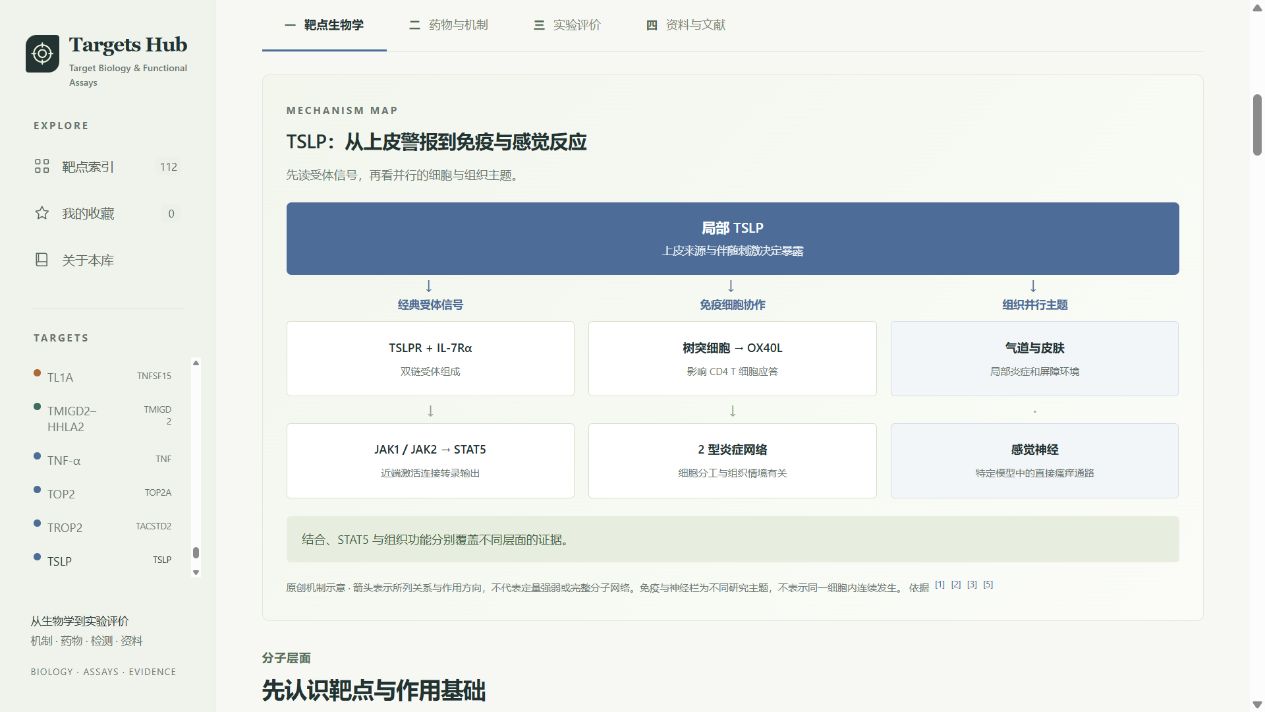 Targets Hub
Target Biology & Functional
Assays
EXPLORE
靶点索引 112
我的收藏 0
关于本库
TARGETS
TL1A TNFSF15
TMIGD2–
HHLA2
TMIGD
2
TNF-α TNF
TOP2 TOP2A
TROP2 TACSTD2
TSLP TSLP
从生物学到实验评价
机制 · 药物 · 检测 · 资料
BIOLOGY · ASSAYS · EVIDENCE
一 靶点生物学 二 药物与机制 三 实验评价 四 资料与文献
MECHANISM MAP
TSLP：从上皮警报到免疫与感觉反应
先读受体信号，再看并行的细胞与组织主题。
局部 TSLP
上皮来源与伴随刺激决定暴露
↓ ↓ ↓
经典受体信号 免疫细胞协作 组织并行主题
TSLPR + IL-7Rα 树突细胞 → OX40L 气道与皮肤
双链受体组成 影响 CD4 T 细胞应答 局部炎症和屏障环境
↓ ↓ ·
JAK1 / JAK2 → STAT5 2 型炎症网络 感觉神经
近端激活连接转录输出 细胞分工与组织情境有关 特定模型中的直接瘙痒通路
结合、STAT5 与组织功能分别覆盖不同层面的证据。
原创机制示意 · 箭头表示所列关系与作用方向，不代表定量强弱或完整分子网络。免疫与神经栏为不同研究主题，不表示同一细胞内连续发生。 依据 [1] [2] [3] [5]
分子层面
先认识靶点与作用基础